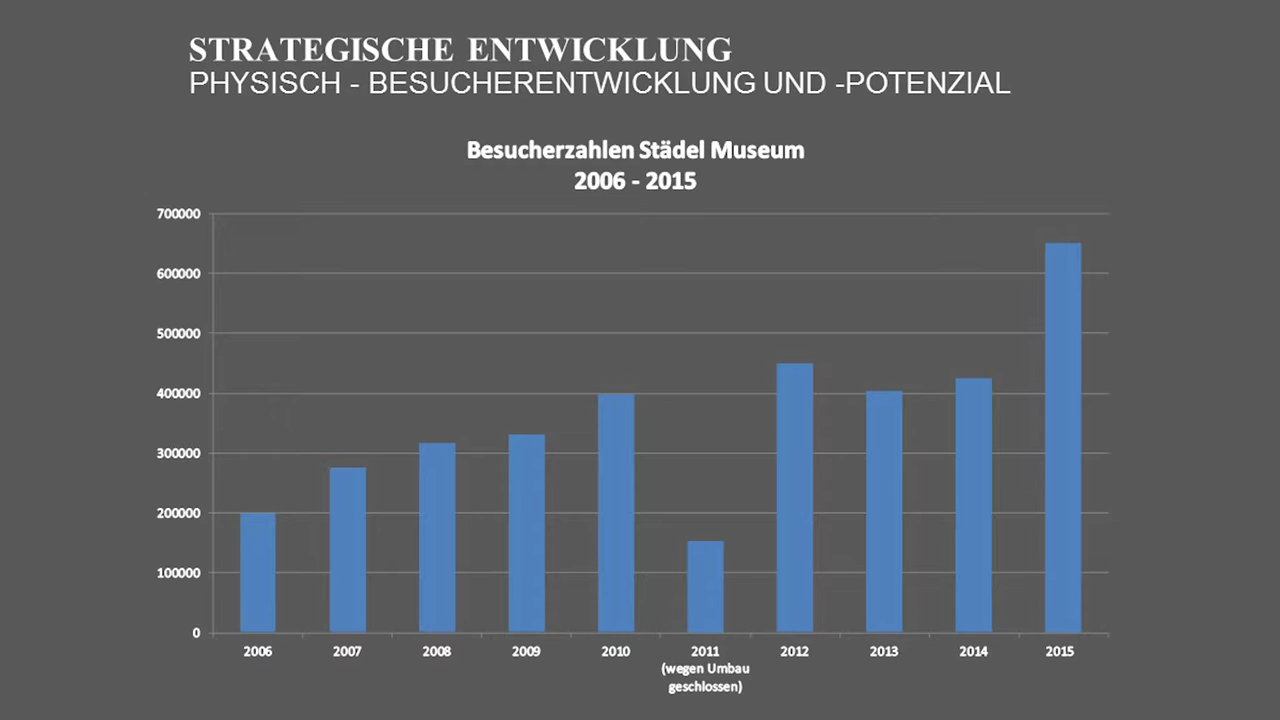 STRATEGISCHE ENTWICKLUNG
PHYSISCH - BESUCHERENTWICKLUNG UND -POTENZIAL
Besucherzahlen Städel Museum
2006 - 2015
700000
600000
500000
400000
300000
200000
100000
0
2006 2007 2008 2009 2010 2011 2012 2013 2014 2015
(wegen Umbau
geschlossen)